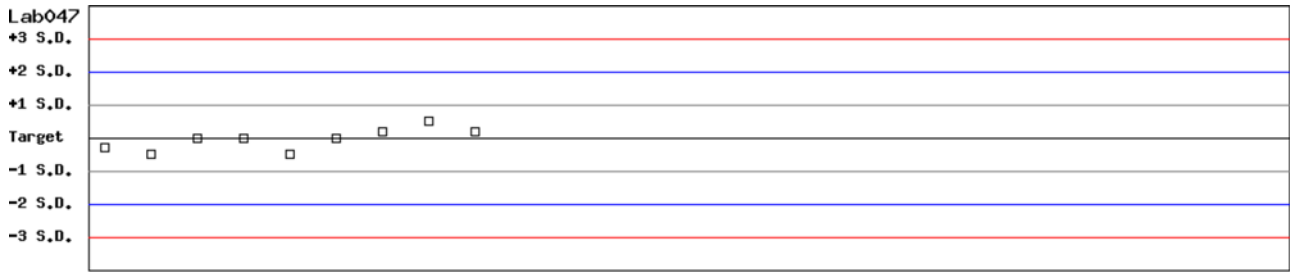 Lab047
+3 S.D.
+2 S.D.
+1 S.D.
Target
-1 S.D.
-2 S.D.
-3 S.D.